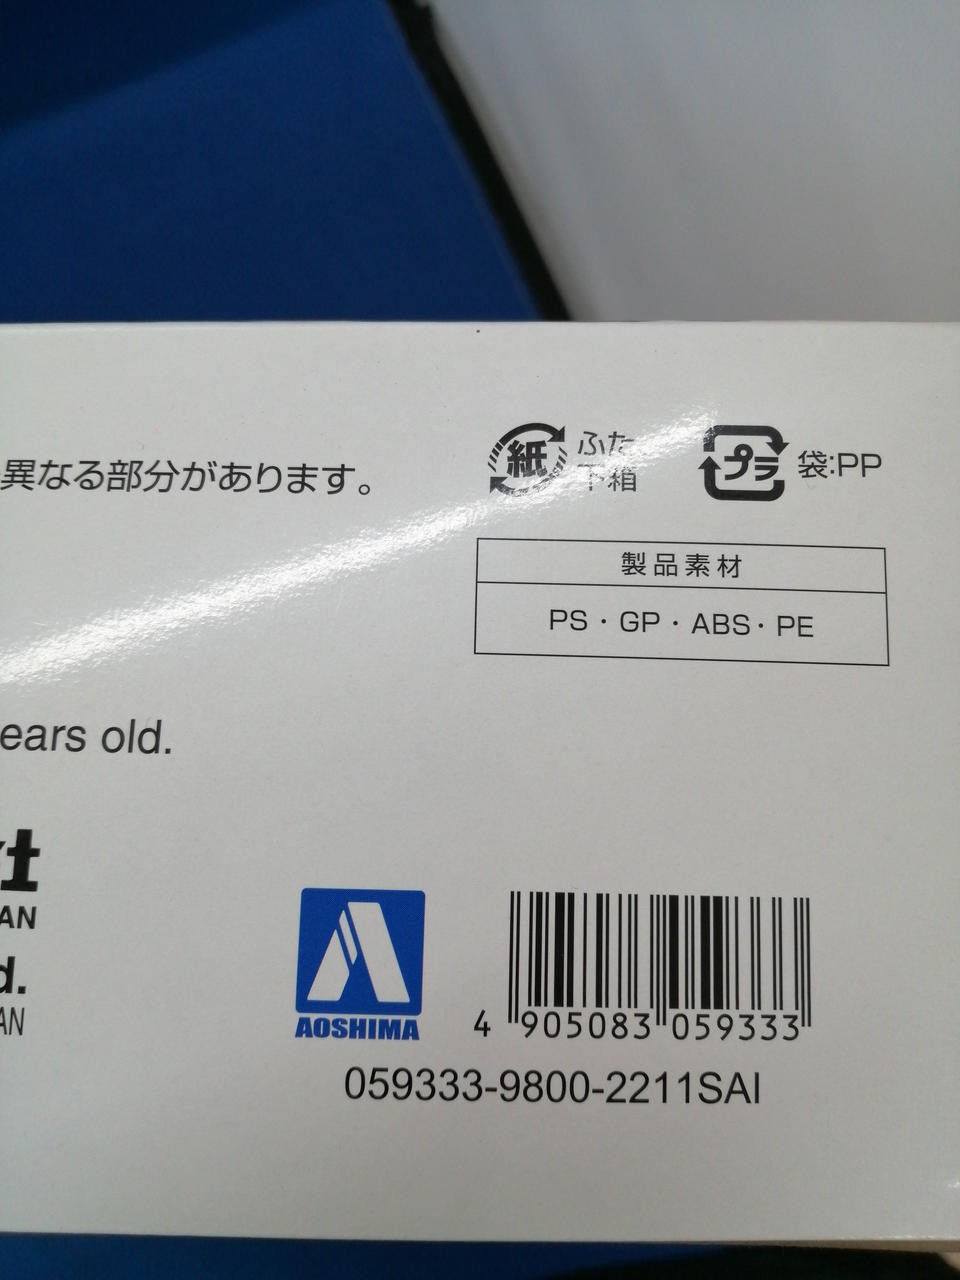 異なる部分があります。
紙
ふた
下箱
プラ
袋:PP
製品素材
PS・GP・ABS・PE
ears old.
t
AN
d.
AN
AOSHIMA
4 905083 059333
059333-9800-2211SAI